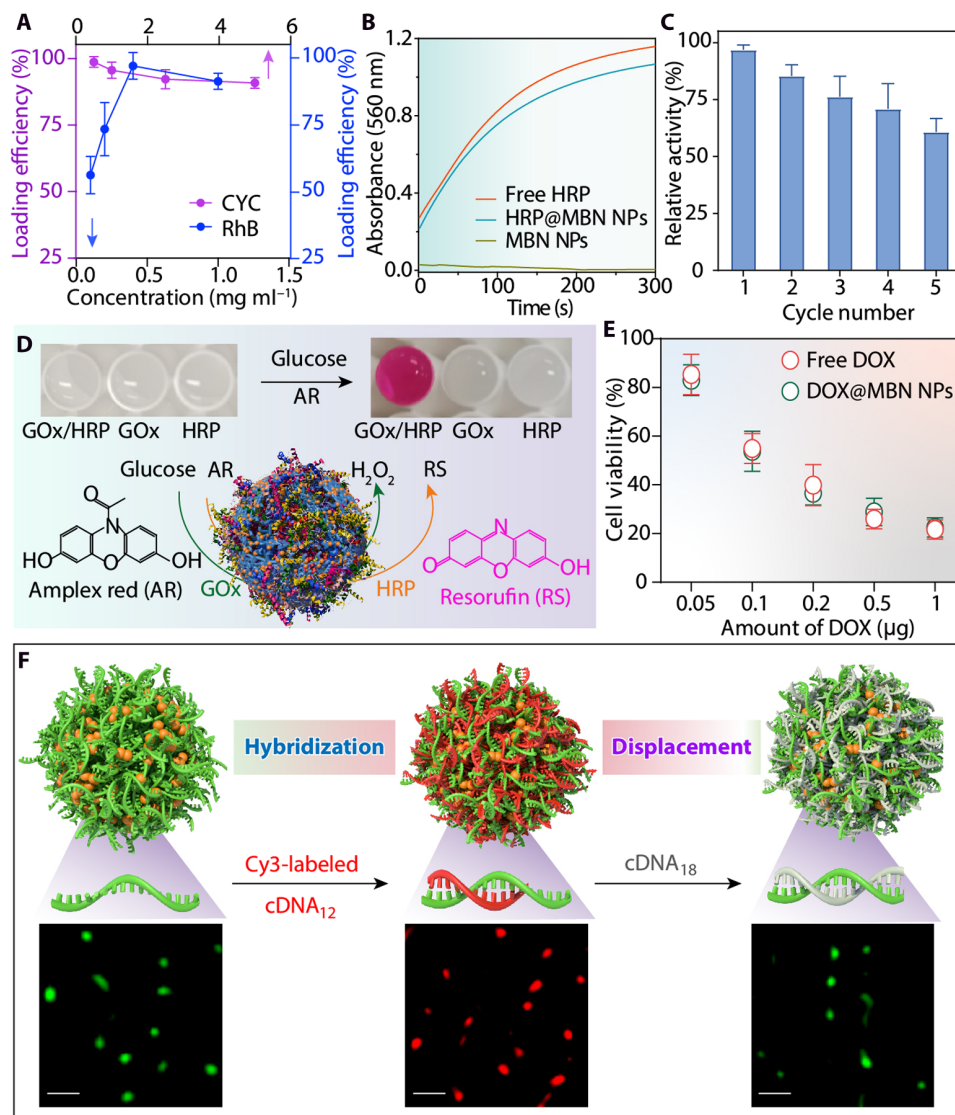 A
0 2 4 6
Loading efficiency (%)
100
75
50
25
CYC
RhB
100
75
50
25
Loading efficiency (%)
0 0.5 1.0 1.5
Concentration (mg ml⁻¹)
B
Absorbance (560 nm)
1.2
0.8
0.4
0.0
Free HRP
HRP@MBN NPs
MBN NPs
0 100 200 300
Time (s)
C
Relative activity (%)
100
75
50
25
0
1 2 3 4 5
Cycle number
D
Glucose
AR
GOx/HRP GOx HRP
GOx/HRP GOx HRP
Glucose AR
H₂O₂ RS
O
N
HO O OH
Amplex red (AR)
GOx
HRP
N
O O OH
Resorufin (RS)
E
Cell viability (%)
100
80
60
40
20
0
Free DOX
DOX@MBN NPs
0.05 0.1 0.2 0.5 1
Amount of DOX (μg)
F
Hybridization
Displacement
Cy3-labeled
cDNA₁₂
cDNA₁₈